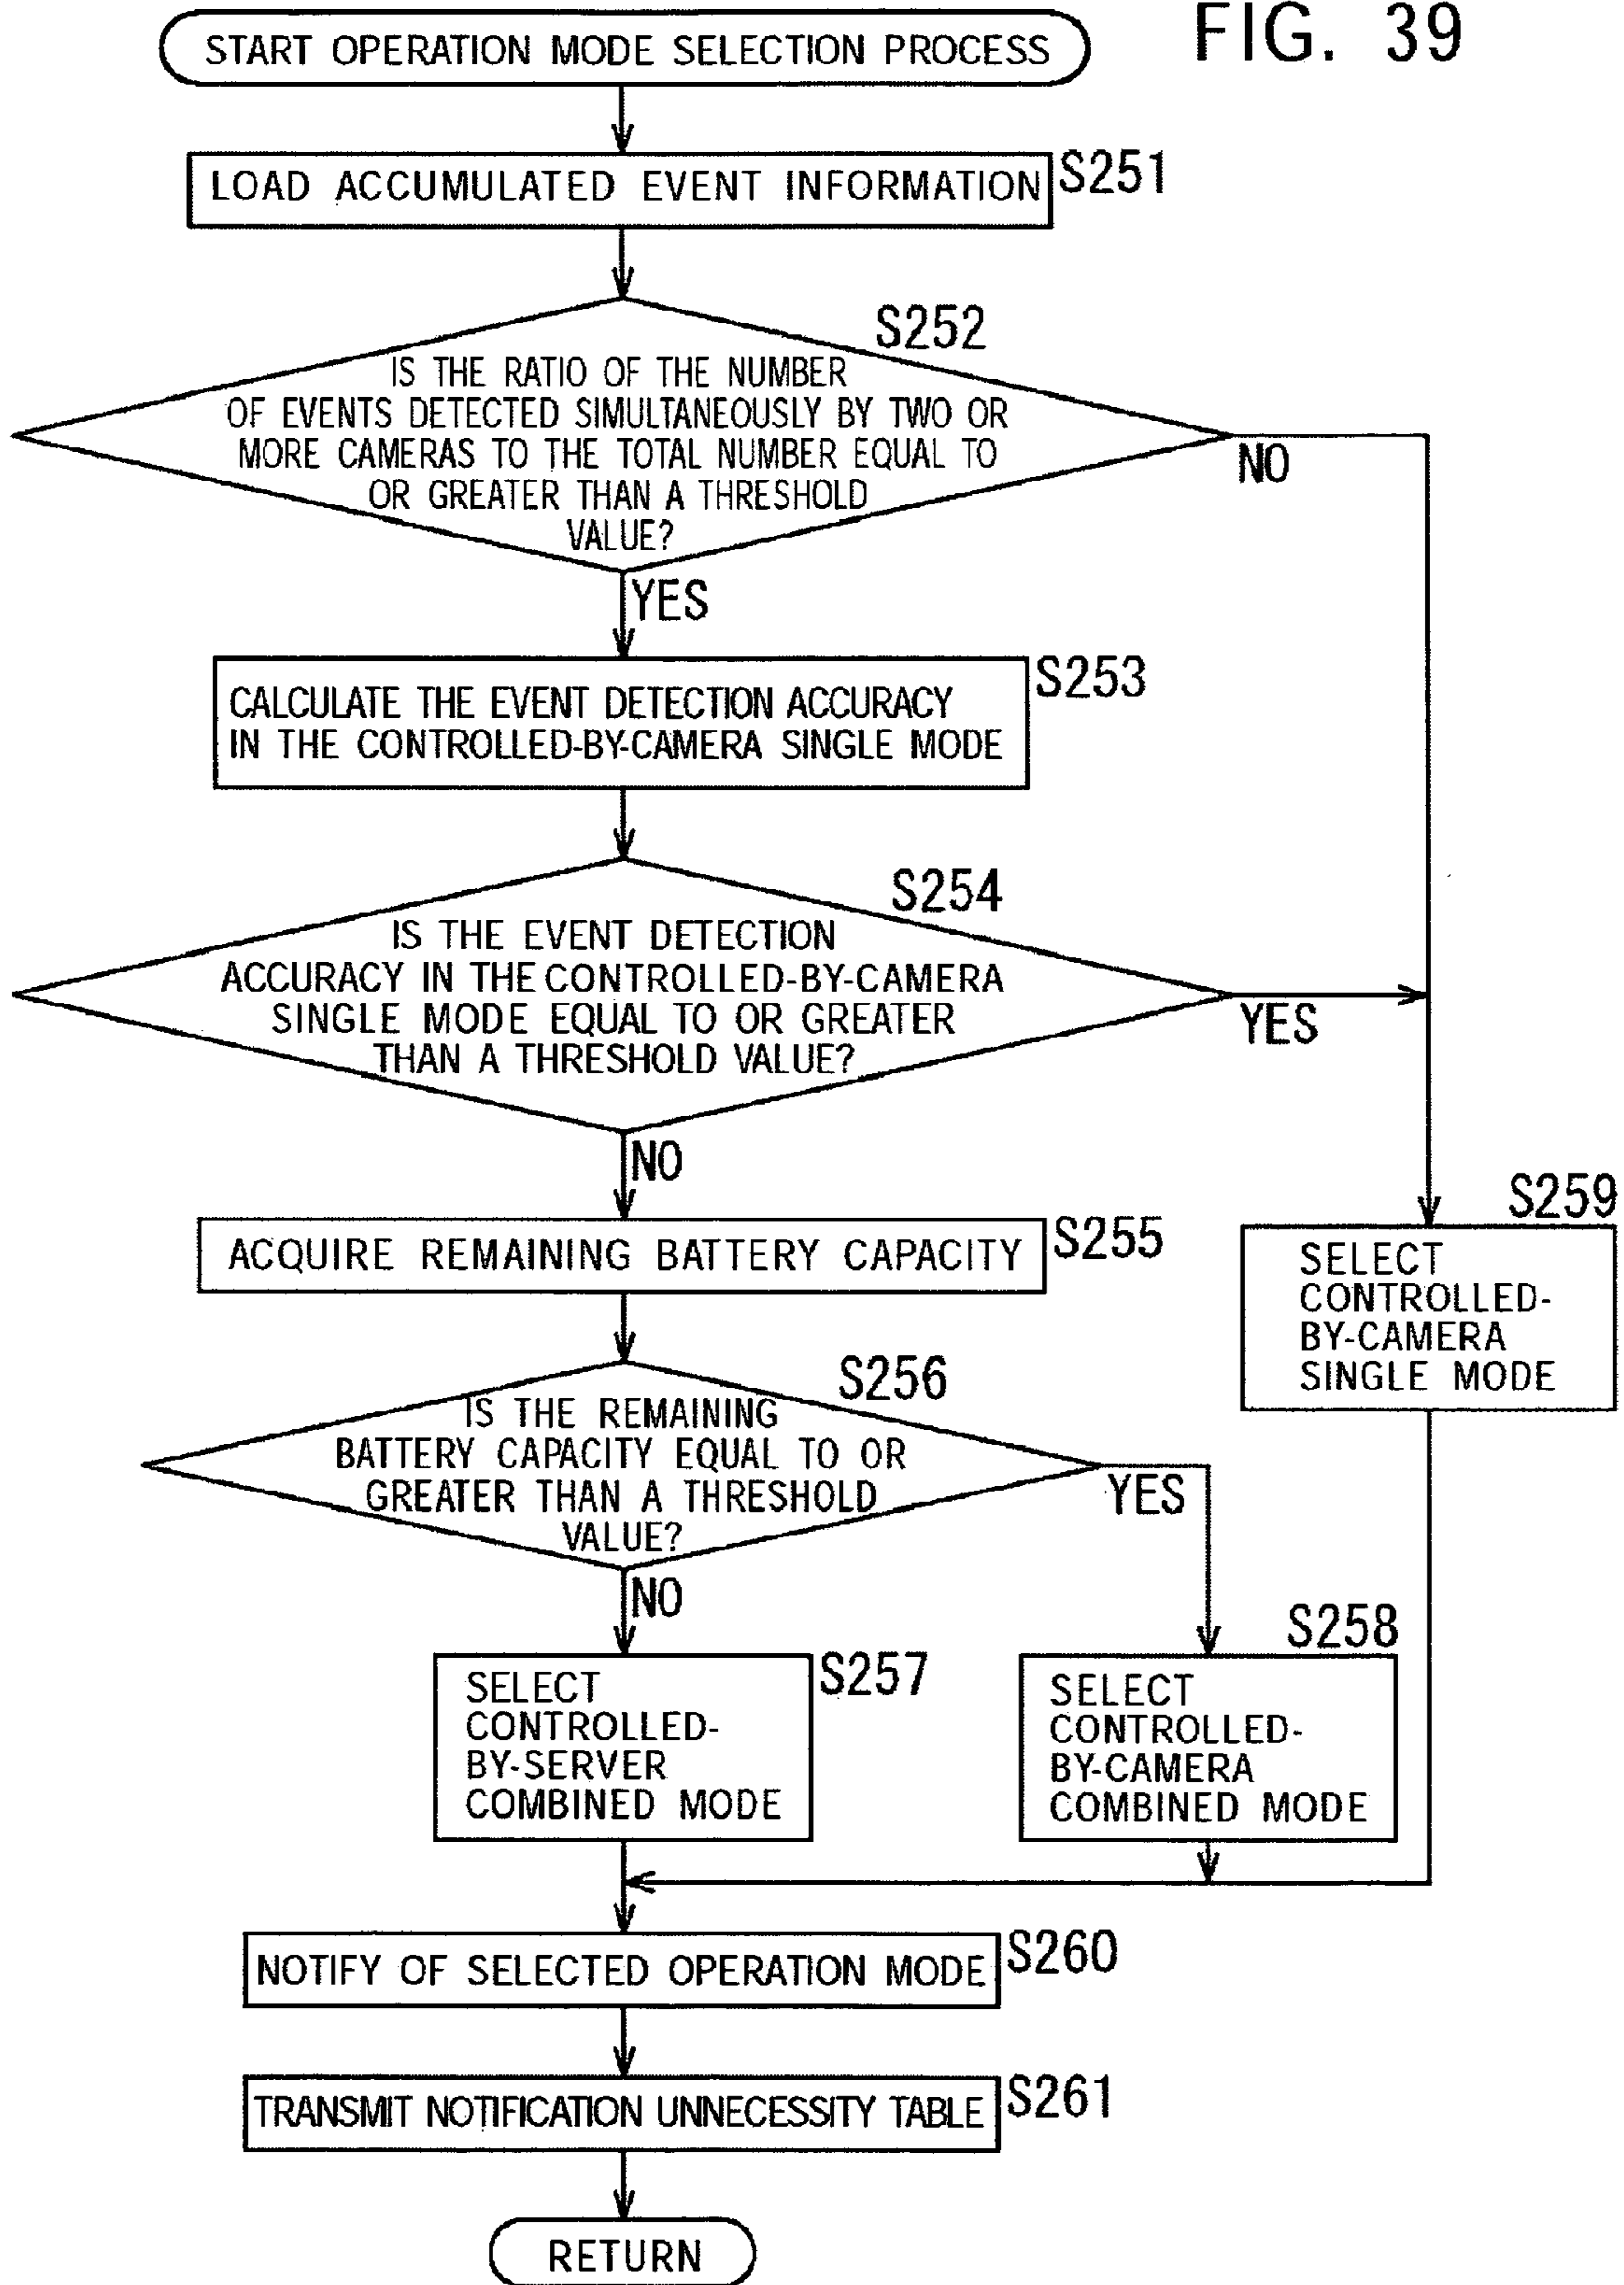 FIG. 39
START OPERATION MODE SELECTION PROCESS
LOAD ACCUMULATED EVENT INFORMATION
S251
S252
IS THE RATIO OF THE NUMBER
OF EVENTS DETECTED SIMULTANEOUSLY BY TWO OR
MORE CAMERAS TO THE TOTAL NUMBER EQUAL TO
OR GREATER THAN A THRESHOLD
VALUE?
NO
YES
S253
CALCULATE THE EVENT DETECTION ACCURACY
IN THE CONTROLLED-BY-CAMERA SINGLE MODE
S254
IS THE EVENT DETECTION
ACCURACY IN THE CONTROLLED-BY-CAMERA
SINGLE MODE EQUAL TO OR GREATER
THAN A THRESHOLD VALUE?
YES
NO
S255
ACQUIRE REMAINING BATTERY CAPACITY
S259
SELECT
CONTROLLED-
BY-CAMERA
SINGLE MODE
S256
IS THE REMAINING
BATTERY CAPACITY EQUAL TO OR
GREATER THAN A THRESHOLD
VALUE?
YES
NO
S257
SELECT
CONTROLLED-
BY-SERVER
COMBINED MODE
S258
SELECT
CONTROLLED-
BY-CAMERA
COMBINED MODE
NOTIFY OF SELECTED OPERATION MODE
S260
TRANSMIT NOTIFICATION UNNECESSITY TABLE
S261
RETURN